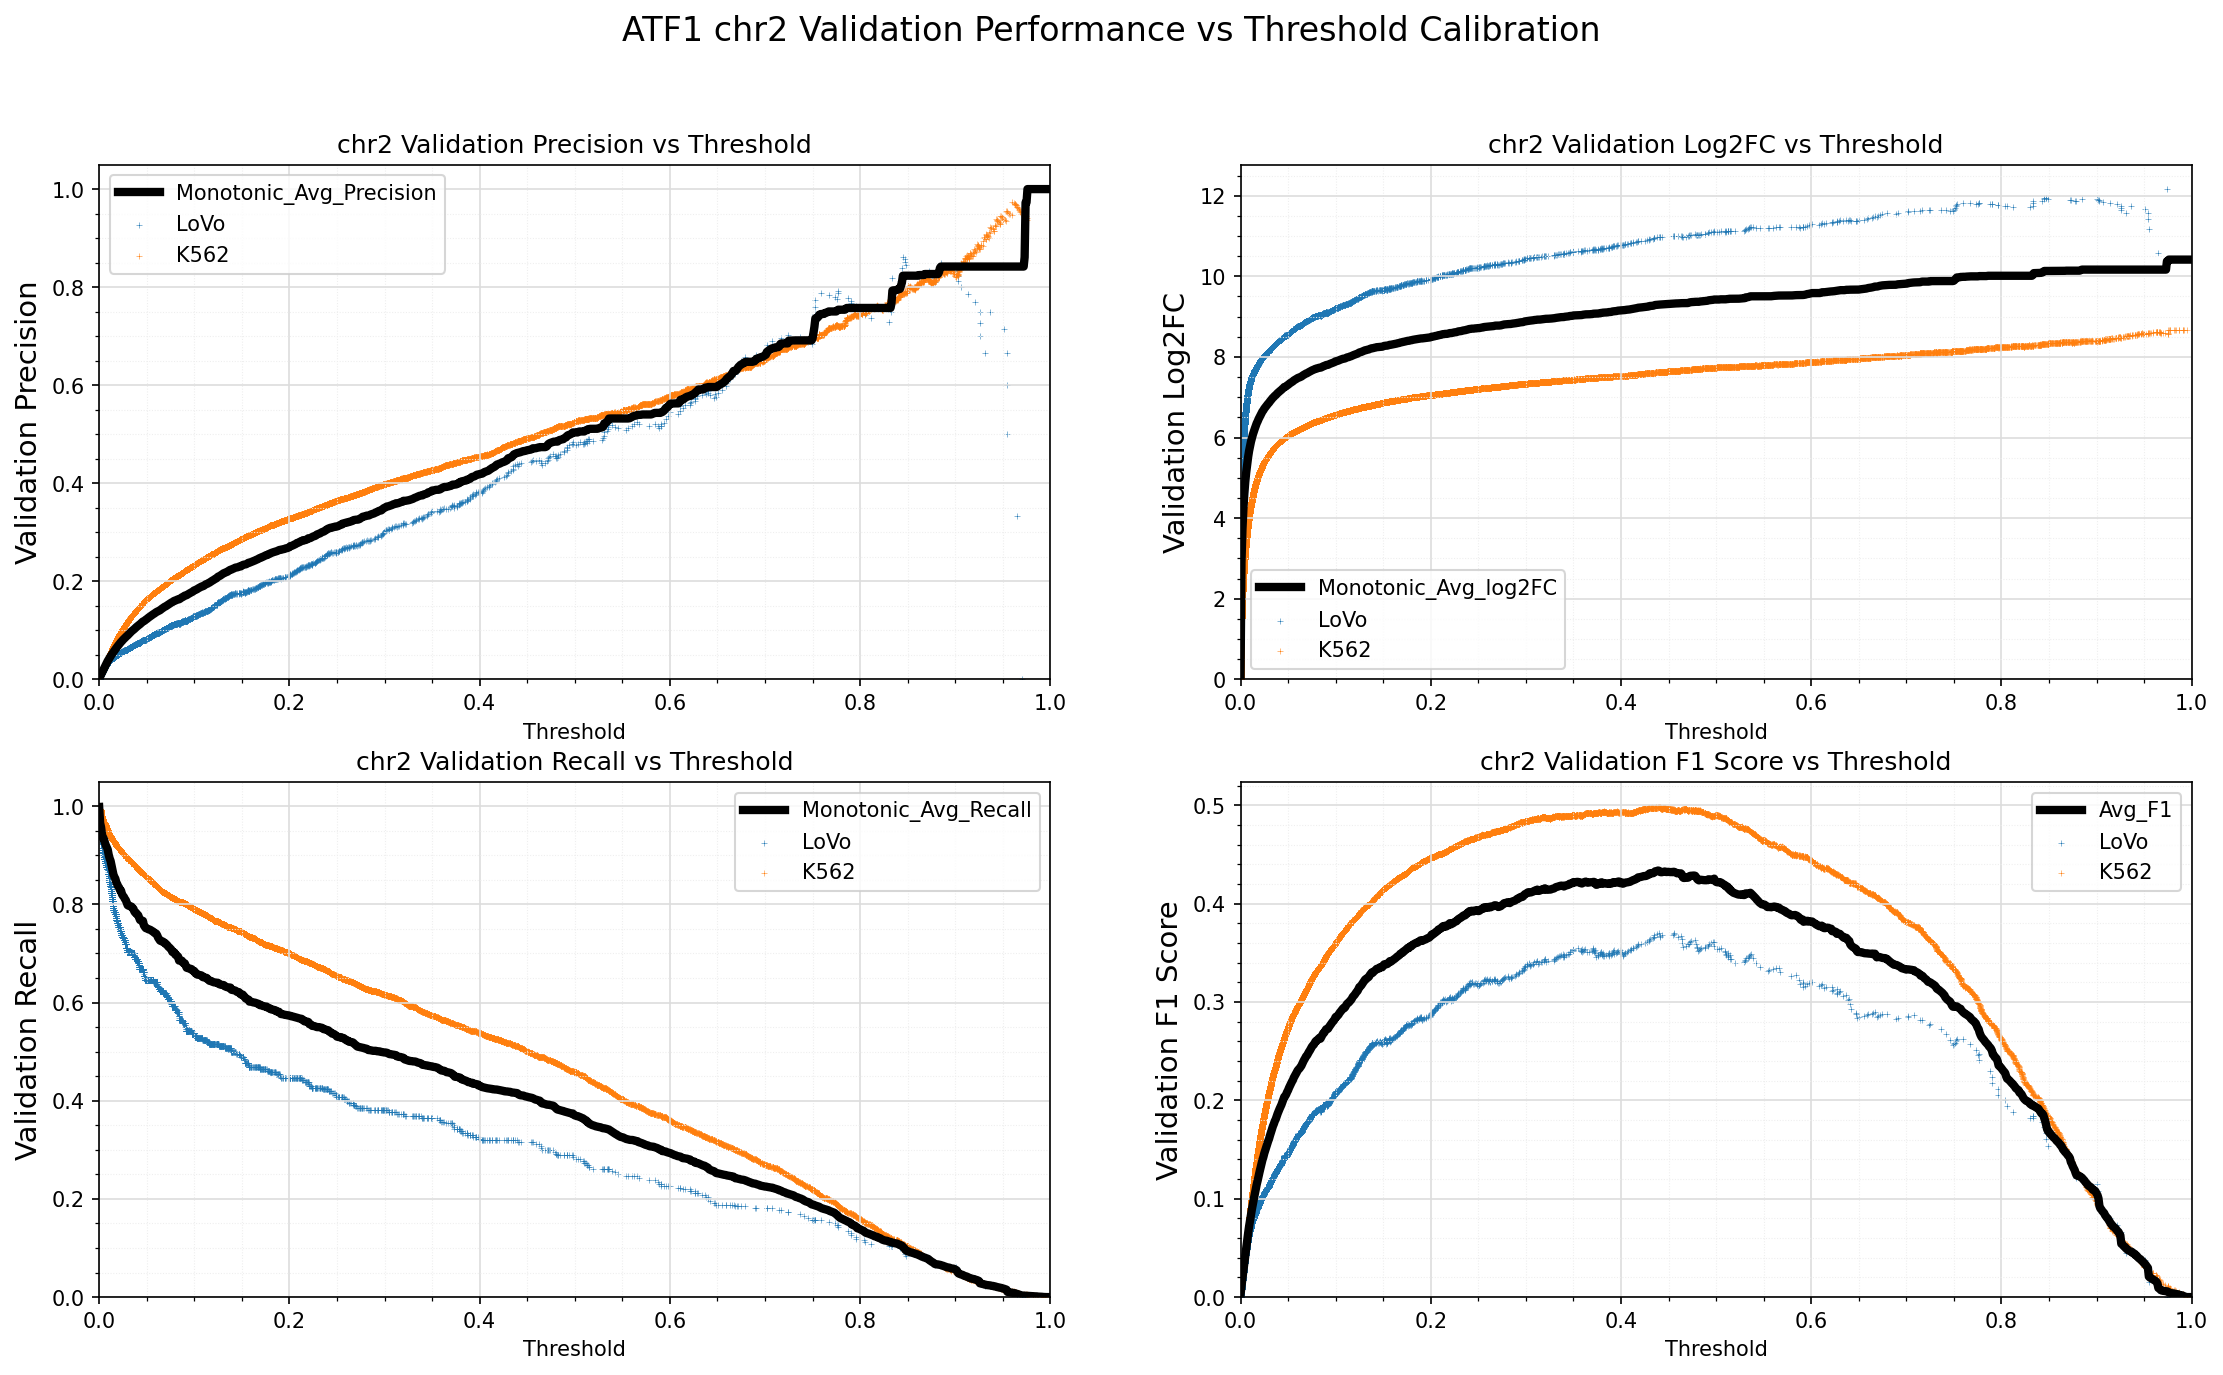 ATF1 chr2 Validation Performance vs Threshold Calibration
chr2 Validation Precision vs Threshold
Validation Precision
1.0
0.8
0.6
0.4
0.2
0.0
Monotonic_Avg_Precision
LoVo
K562
0.0 0.2 0.4 0.6 0.8 1.0
Threshold
chr2 Validation Log2FC vs Threshold
Validation Log2FC
12
10
8
6
4
2
0
Monotonic_Avg_log2FC
LoVo
K562
0.0 0.2 0.4 0.6 0.8 1.0
Threshold
chr2 Validation Recall vs Threshold
Validation Recall
1.0
0.8
0.6
0.4
0.2
0.0
Monotonic_Avg_Recall
LoVo
K562
0.0 0.2 0.4 0.6 0.8 1.0
Threshold
chr2 Validation F1 Score vs Threshold
Validation F1 Score
0.5
0.4
0.3
0.2
0.1
0.0
Avg_F1
LoVo
K562
0.0 0.2 0.4 0.6 0.8 1.0
Threshold